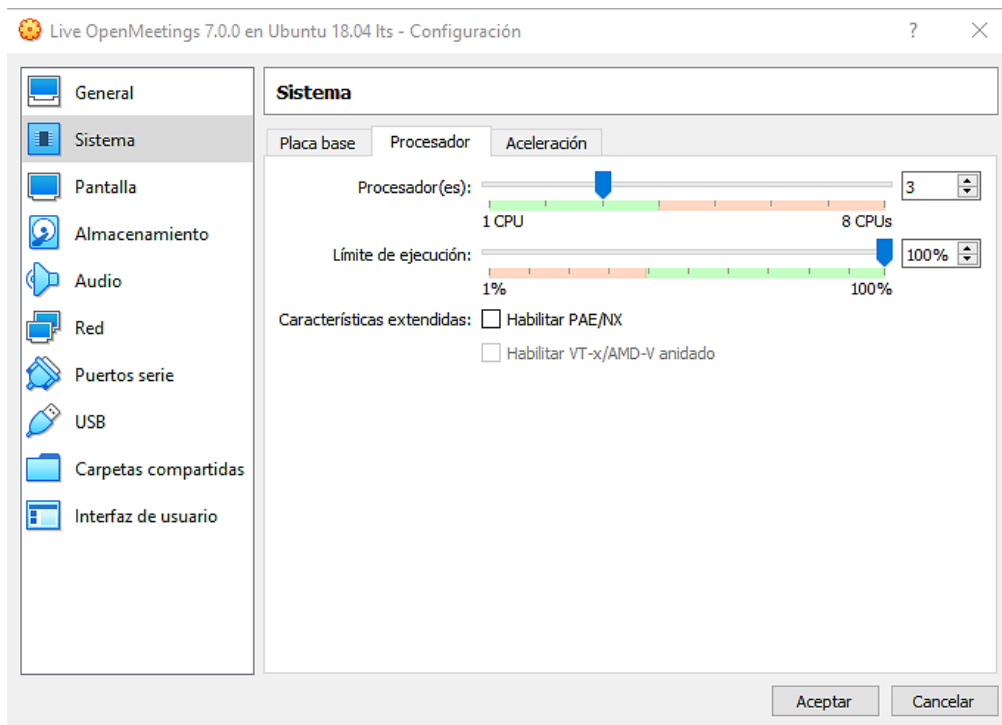 Live OpenMeetings 7.0.0 en Ubuntu 18.04 lts - Configuración
?
General
Sistema
Pantalla
Almacenamiento
Audio
Red
Puertos serie
USB
Carpetas compartidas
Interfaz de usuario
Sistema
Placa base Procesador Aceleración
Procesador(es): 3
1 CPU 8 CPUs
Límite de ejecución: 100%
1% 100%
Características extendidas: Habilitar PAE/NX
Habilitar VT-x/AMD-V anidado
Aceptar Cancelar